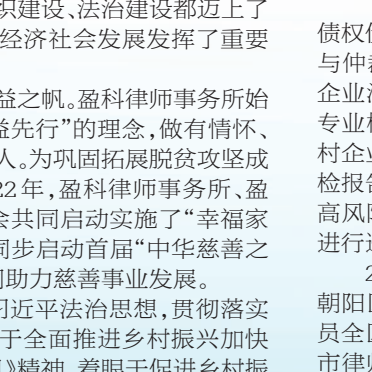 织建设、法治建设都迈上了
经济社会发展发挥了重要
益之帆。盈科律师事务所始
益先行”的理念,做有情怀、
人。为巩固拓展脱贫攻坚成
22年,盈科律师事务所、盈
会共同启动实施了“幸福家
同步启动首届“中华慈善之
助力慈善事业发展。
习近平法治思想,贯彻落实
于全面推进乡村振兴加快
》精神,着眼于促进乡村振
债权
与仲
企业
专业
村企业
检报告
高风险
进行
2
朝阳
员全
市律师